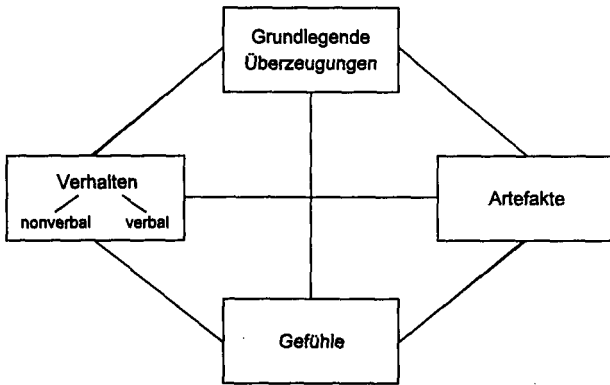 Grundlegende
Überzeugungen
Verhalten
nonverbal verbal
Artefakte
Gefühle